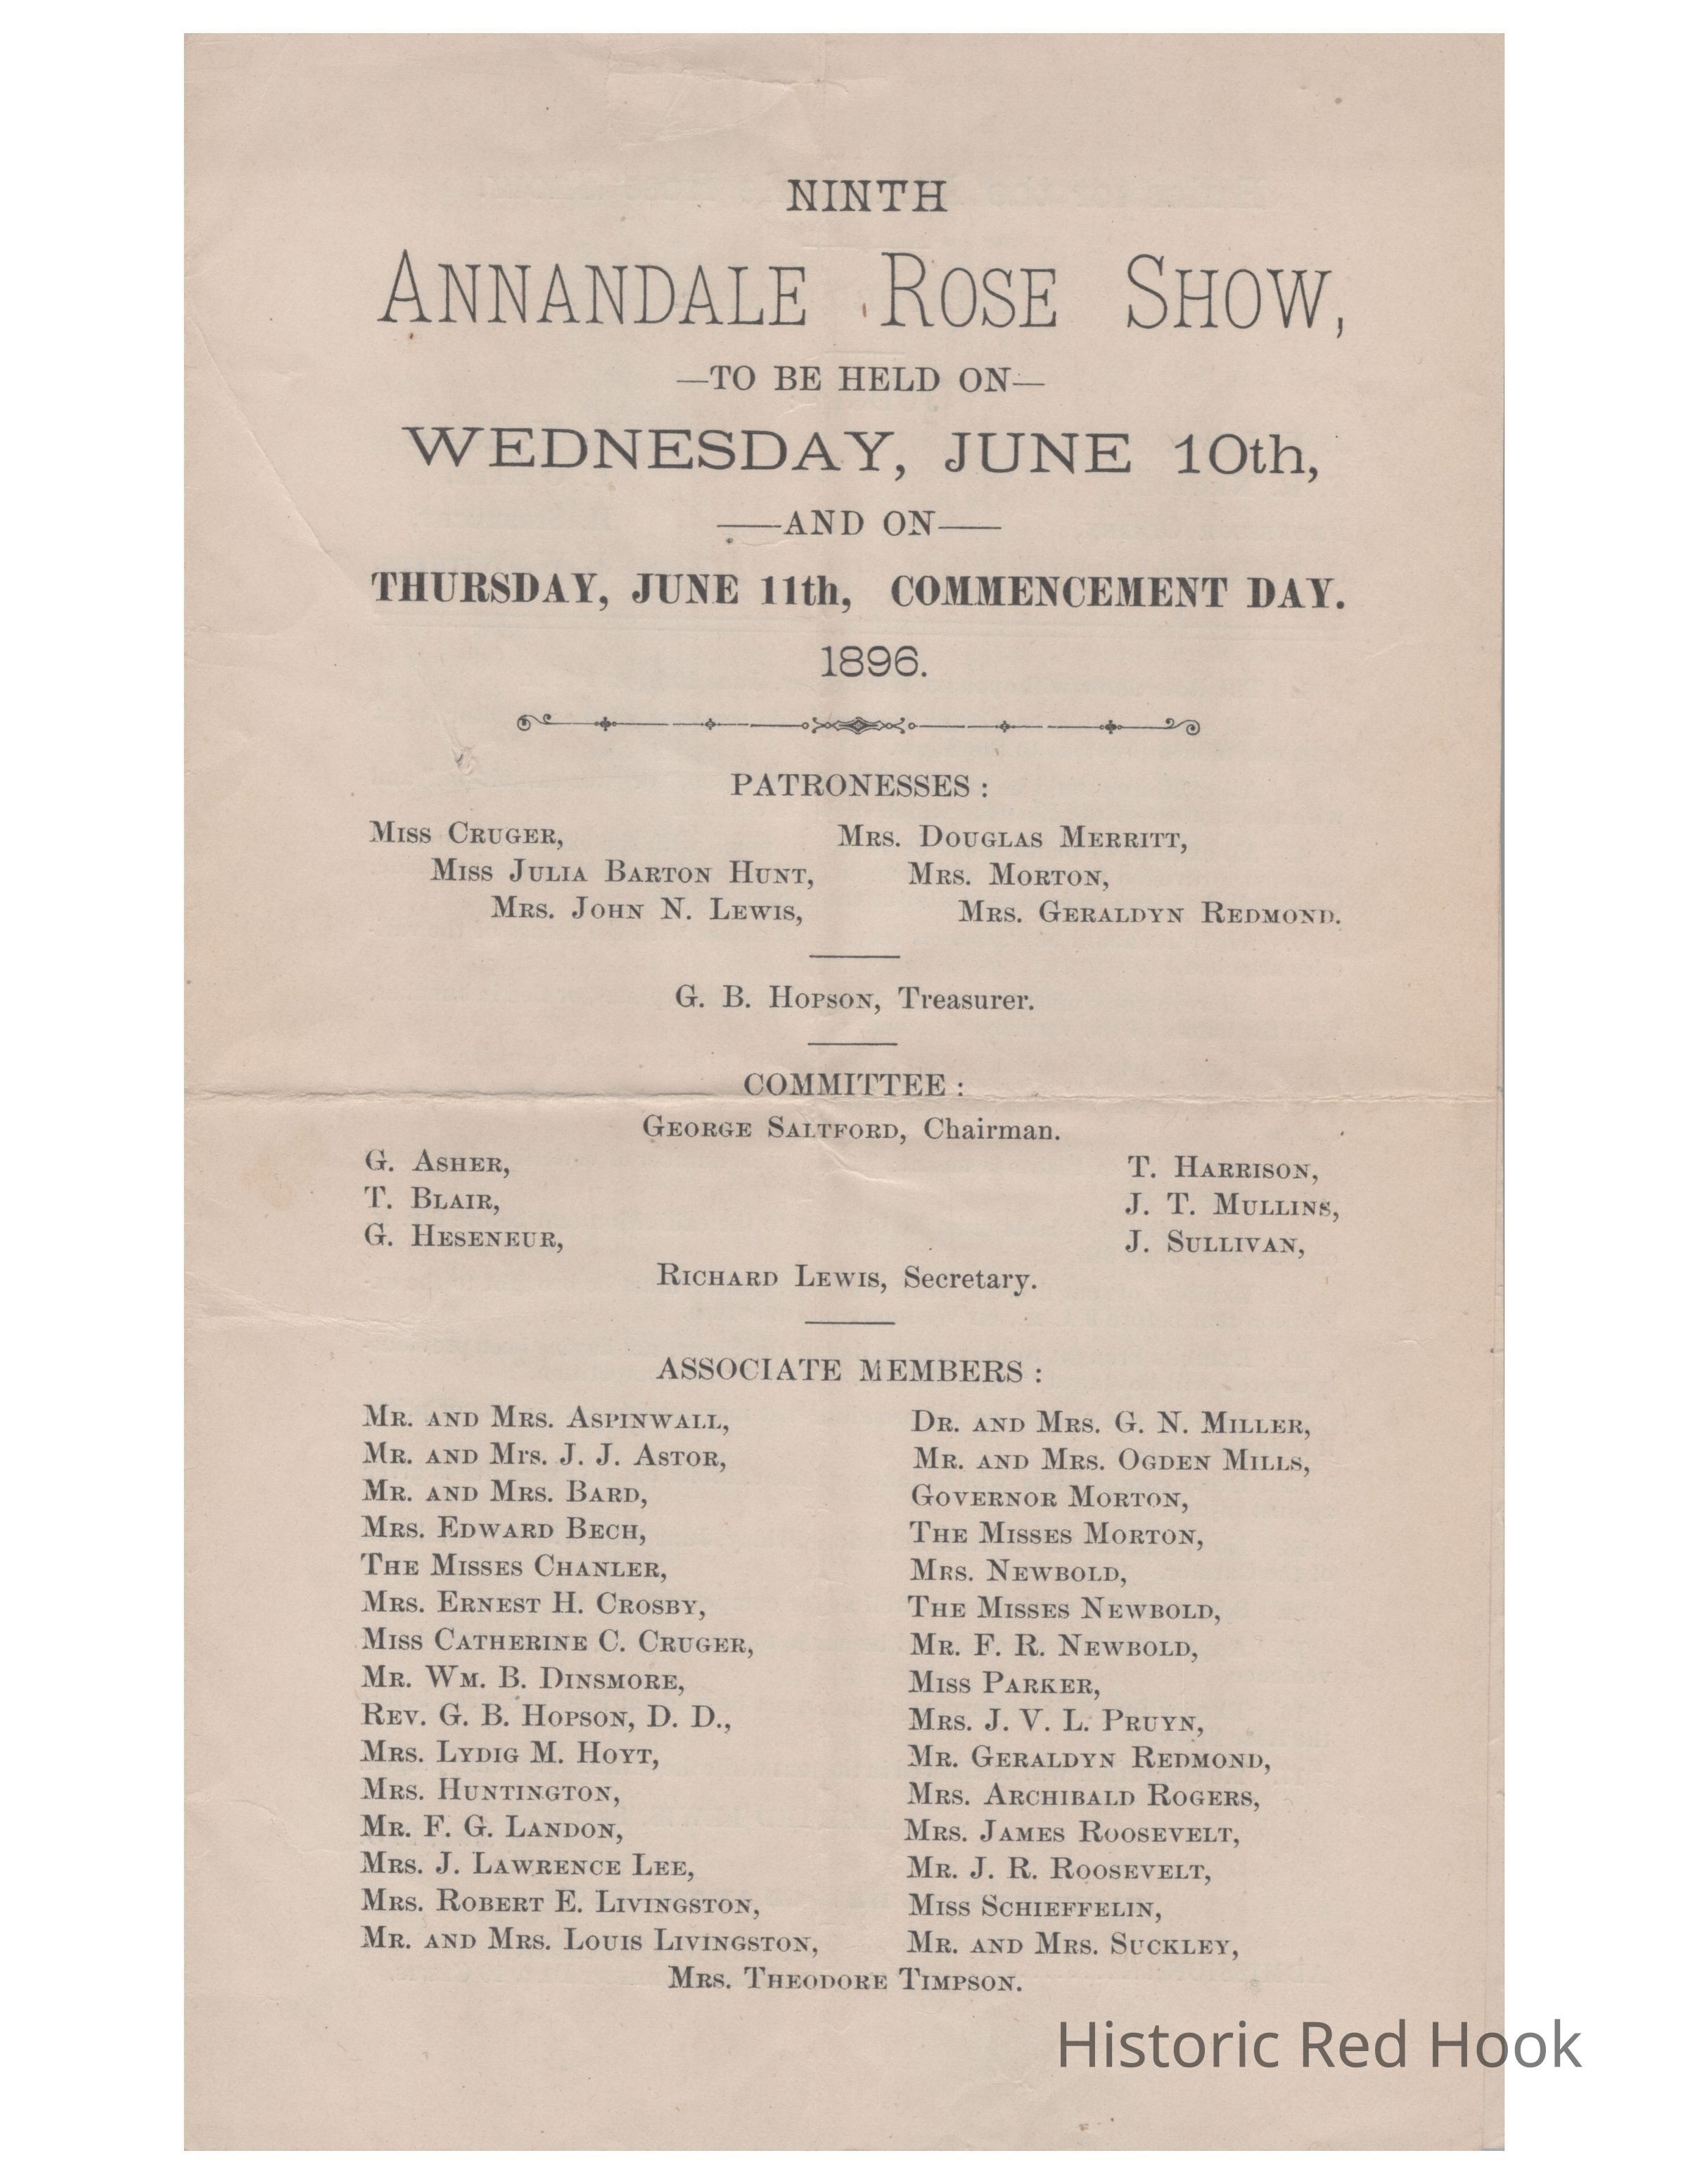 NINTH
ANNANDALE ROSE SHOW,
—TO BE HELD ON—
WEDNESDAY, JUNE 10th,
——AND ON——
THURSDAY, JUNE 11th, COMMENCEMENT DAY.
1896.
PATRONESSES :
MISS CRUGER, MRS. DOUGLAS MERRITT,
MISS JULIA BARTON HUNT, MRS. MORTON,
MRS. JOHN N. LEWIS, MRS. GERALDYN REDMOND.
G. B. HOPSON, Treasurer.
COMMITTEE :
GEORGE SALTFORD, Chairman.
G. ASHER, T. HARRISON,
T. BLAIR, J. T. MULLINS,
G. HESENEUR, J. SULLIVAN,
RICHARD LEWIS, Secretary.
ASSOCIATE MEMBERS :
MR. AND MRS. ASPINWALL,
MR. AND Mrs. J. J. ASTOR,
MR. AND MRS. BARD,
MRS. EDWARD BECH,
THE MISSES CHANLER,
MRS. ERNEST H. CROSBY,
MISS CATHERINE C. CRUGER,
MR. WM. B. DINSMORE,
REV. G. B. HOPSON, D. D.,
MRS. LYDIG M. HOYT,
MRS. HUNTINGTON,
MR. F. G. LANDON,
MRS. J. LAWRENCE LEE,
MRS. ROBERT E. LIVINGSTON,
MR. AND MRS. LOUIS LIVINGSTON,
DR. AND MRS. G. N. MILLER,
MR. AND MRS. OGDEN MILLS,
GOVERNOR MORTON,
THE MISSES MORTON,
MRS. NEWBOLD,
THE MISSES NEWBOLD,
MR. F. R. NEWBOLD,
MISS PARKER,
MRS. J. V. L. PRUYN,
MR. GERALDYN REDMOND,
MRS. ARCHIBALD ROGERS,
MRS. JAMES ROOSEVELT,
MR. J. R. ROOSEVELT,
MISS SCHIEFFELIN,
MR. AND MRS. SUCKLEY,
MRS. THEODORE TIMPSON.
Historic Red Hook